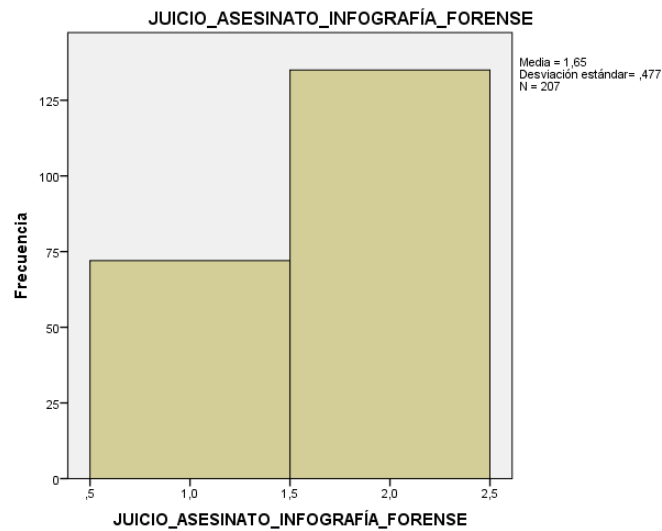 JUICIO_ASESINATO_INFOGRAFÍA_FORENSE
Media = 1,65
Desviación estándar= ,477
N = 207
Frecuencia
125
100
75
50
25
0
,5
1,0
1,5
2,0
2,5
JUICIO_ASESINATO_INFOGRAFÍA_FORENSE